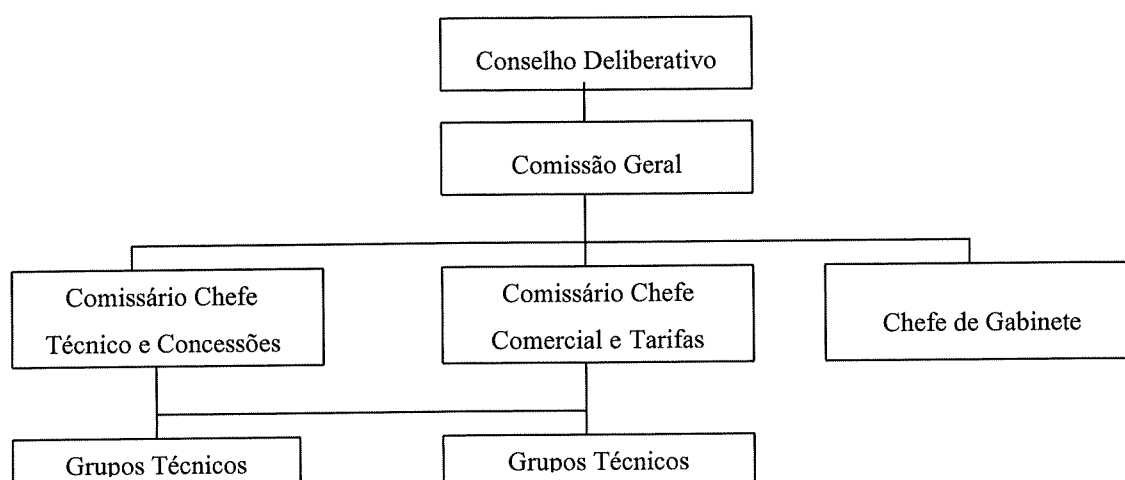 Conselho Deliberativo
Comissão Geral
Comissário Chefe
Técnico e Concessões
Comissário Chefe
Comercial e Tarifas
Chefe de Gabinete
Grupos Técnicos
Grupos Técnicos